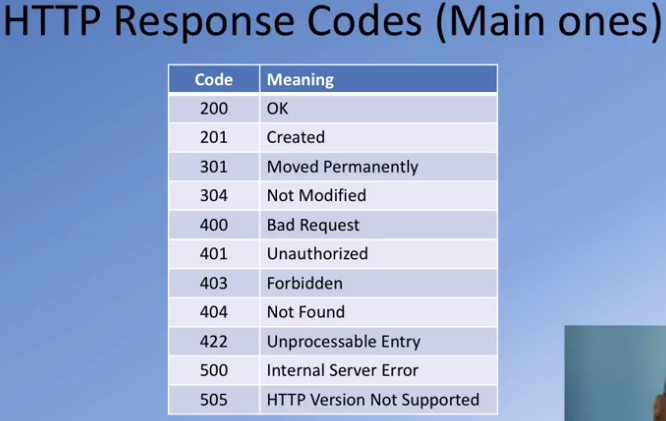 HTTP Response Codes (Main ones)
Code Meaning
200 OK
201 Created
301 Moved Permanently
304 Not Modified
400 Bad Request
401 Unauthorized
403 Forbidden
404 Not Found
422 Unprocessable Entry
500 Internal Server Error
505 HTTP Version Not Supported